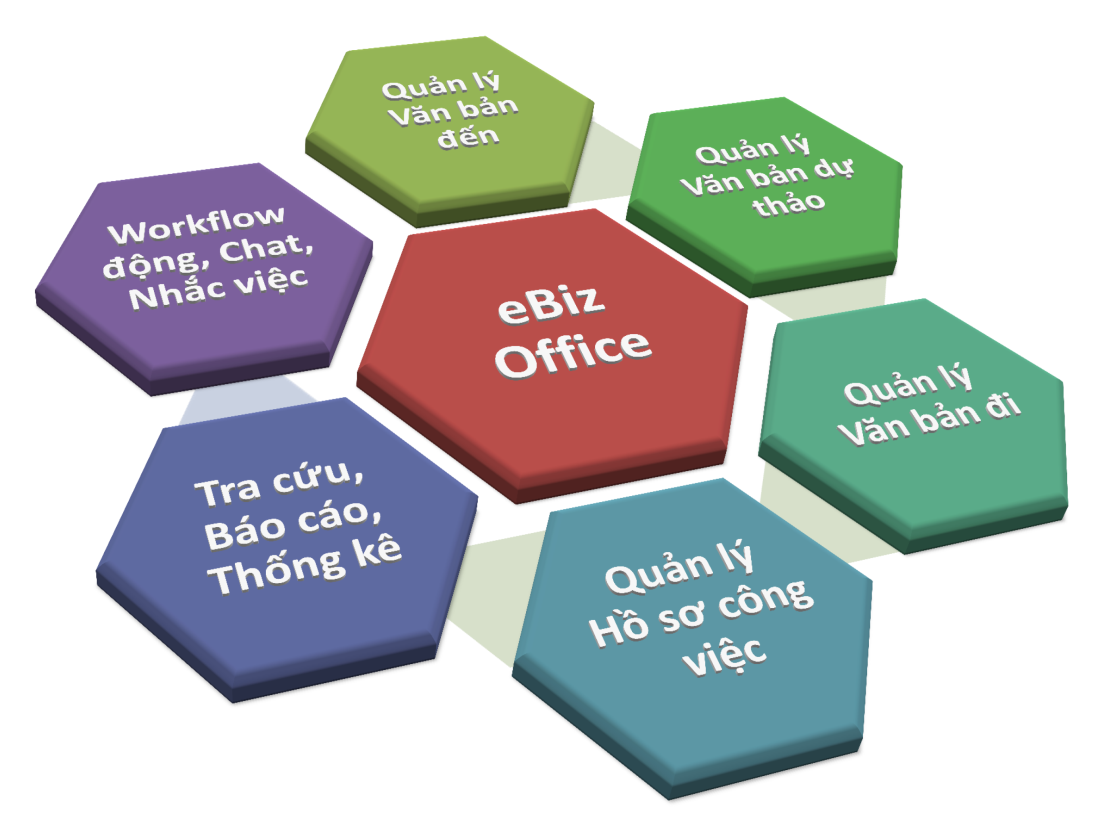 Quản lý
Văn bản
đến
Quản lý
Văn bản dự
thảo
Workflow
động, Chat,
Nhắc việc
eBiz
Office
Quản lý
Văn bản đi
Tra cứu,
Báo cáo,
Thống kê
Quản lý
Hồ sơ công
việc